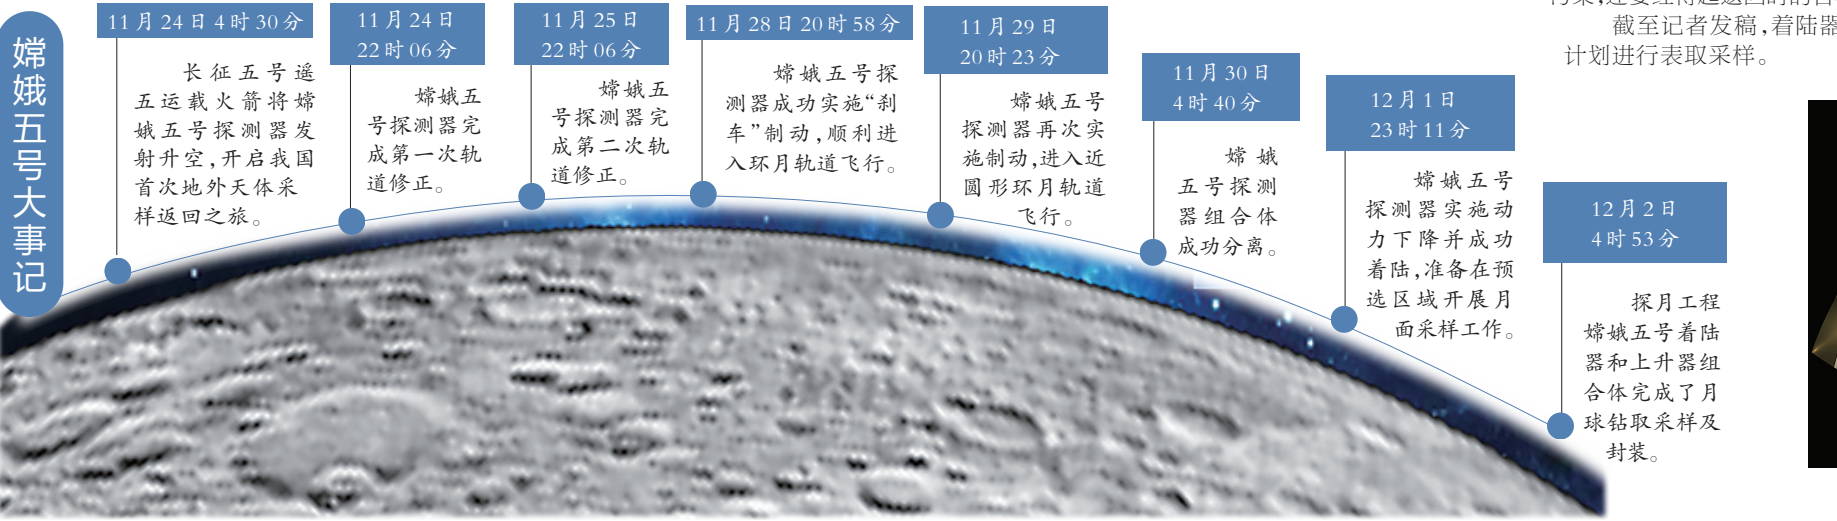 嫦娥五号大事记
11月24日4时30分
长征五号遥
五运载火箭将嫦
娥五号探测器发
射升空,开启我国
首次地外天体采
样返回之旅。
11月24日
22时06分
嫦娥五
号探测器完
成第一次轨
道修正。
11月25日
22时06分
嫦娥五
号探测器完
成第二次轨
道修正。
11月28日20时58分
嫦娥五号探
测器成功实施“刹
车”制动,顺利进
入环月轨道飞行。
11月29日
20时23分
嫦娥五号
探测器再次实
施制动,进入近
圆形环月轨道
飞行。
11月30日
4时40分
嫦娥
五号探测
器组合体
成功分离。
12月1日
23时11分
嫦娥五号
探测器实施动
力下降并成功
着陆,准备在预
选区域开展月
面采样工作。
12月2日
4时53分
探月工程
嫦娥五号着陆
器和上升器组
合体完成了月
球钻取采样及
封装。
截至记者发稿,着陆器
计划进行表取采样。